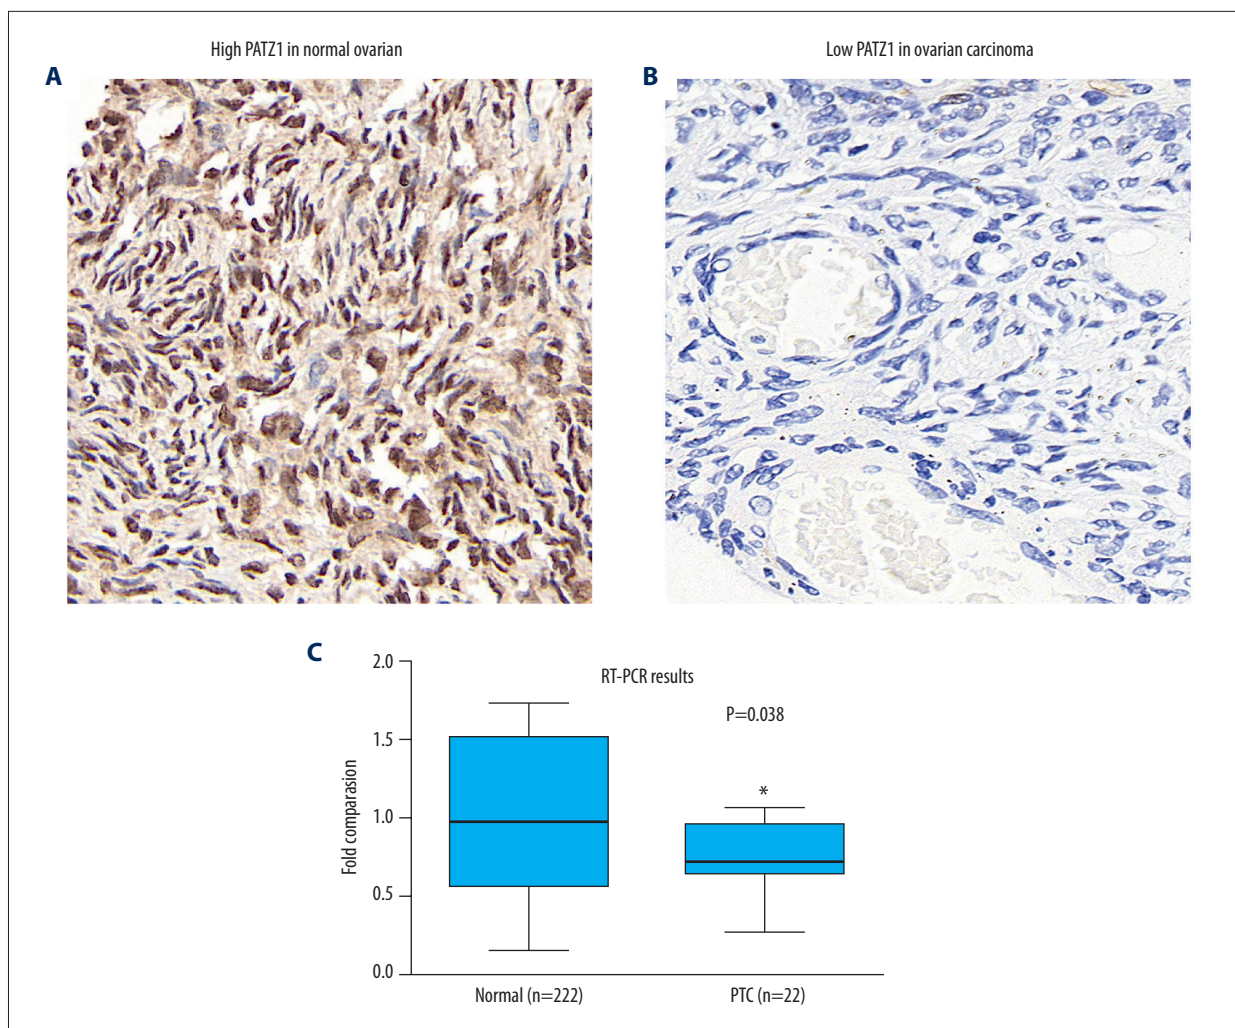 High PATZ1 in normal ovarian
Low PATZ1 in ovarian carcinoma
A
B
C
RT-PCR results
P=0.038
*
Fold comparasion
2.0
1.5
1.0
0.5
0.0
Normal (n=222)
PTC (n=22)